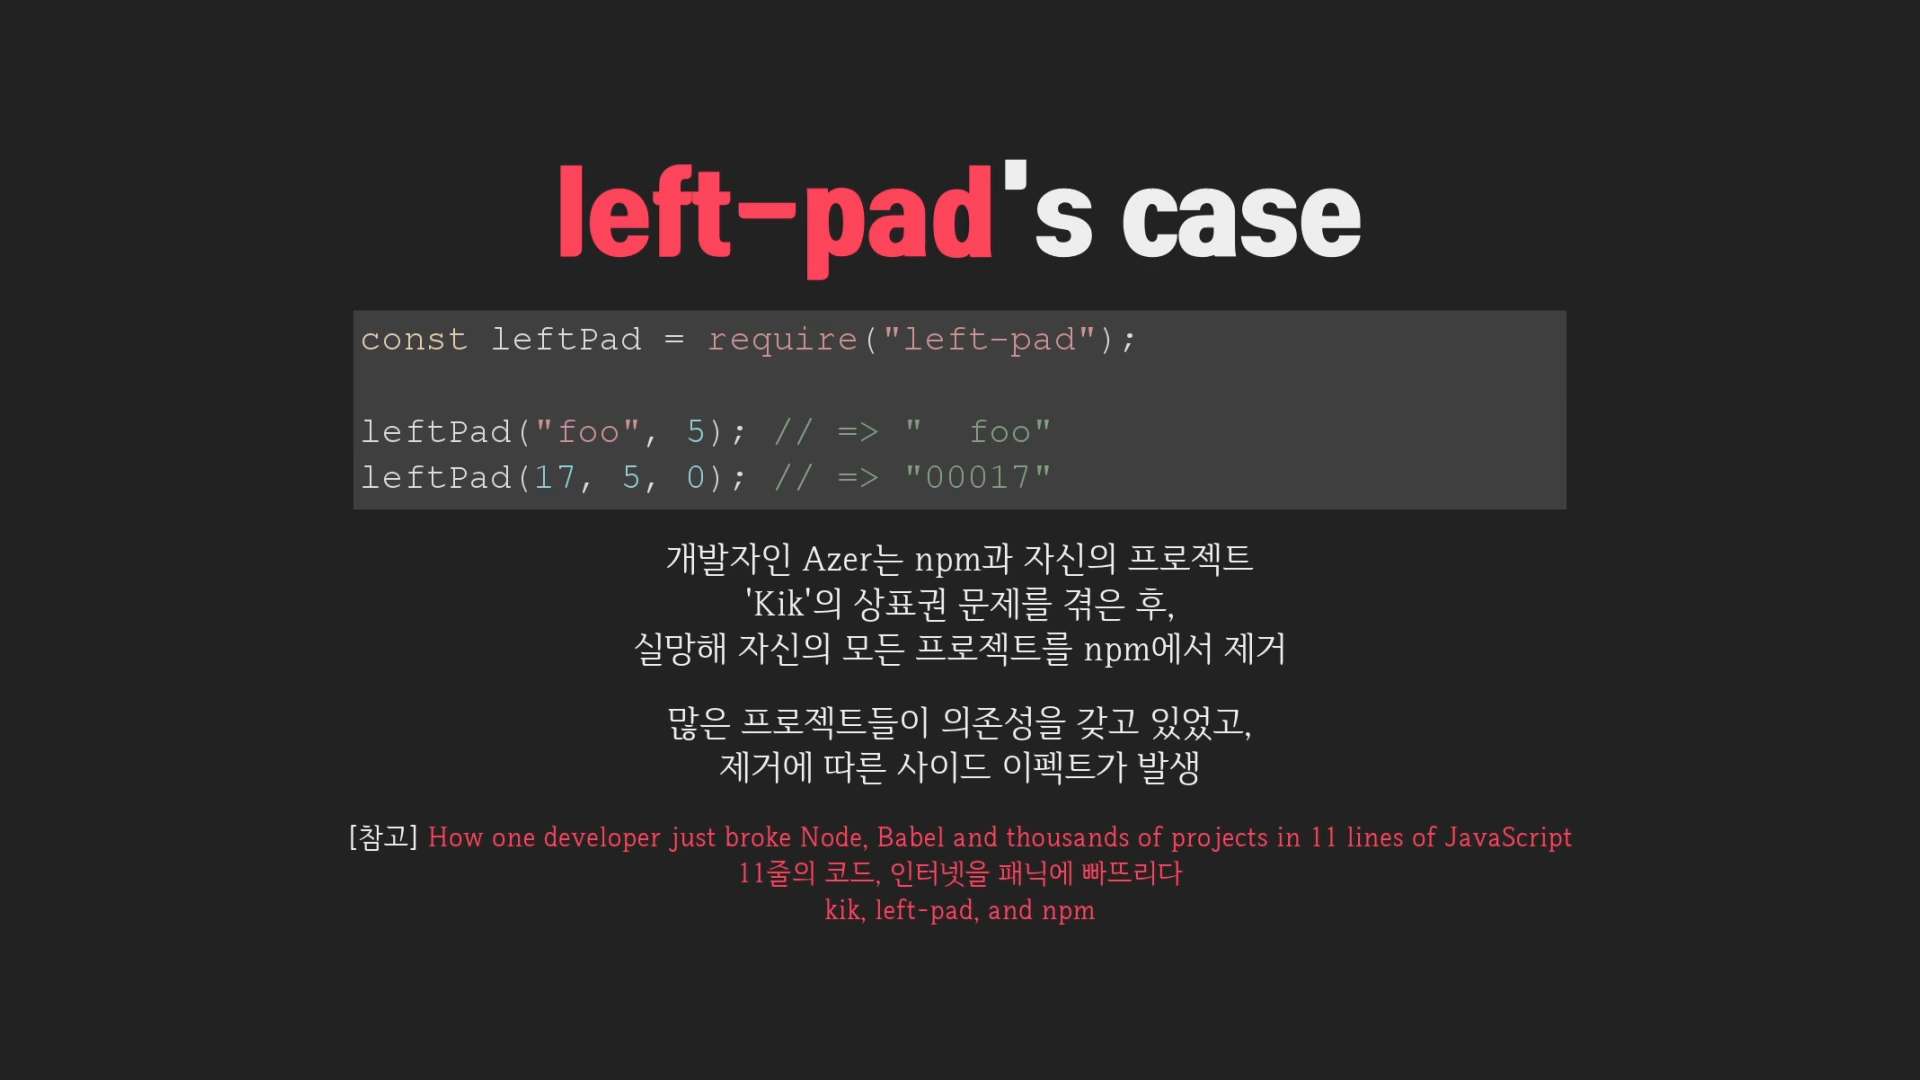 left-pad's case
const leftPad = require("left-pad");
leftPad("foo", 5); // => "  foo"
leftPad(17, 5, 0); // => "00017"
개발자인 Azer는 npm과 자신의 프로젝트
'Kik'의 상표권 문제를 겪은 후,
실망해 자신의 모든 프로젝트를 npm에서 제거
많은 프로젝트들이 의존성을 갖고 있었고,
제거에 따른 사이드 이펙트가 발생
[참고] How one developer just broke Node, Babel and thousands of projects in 11 lines of JavaScript
11줄의 코드, 인터넷을 패닉에 빠뜨리다
kik, left-pad, and npm